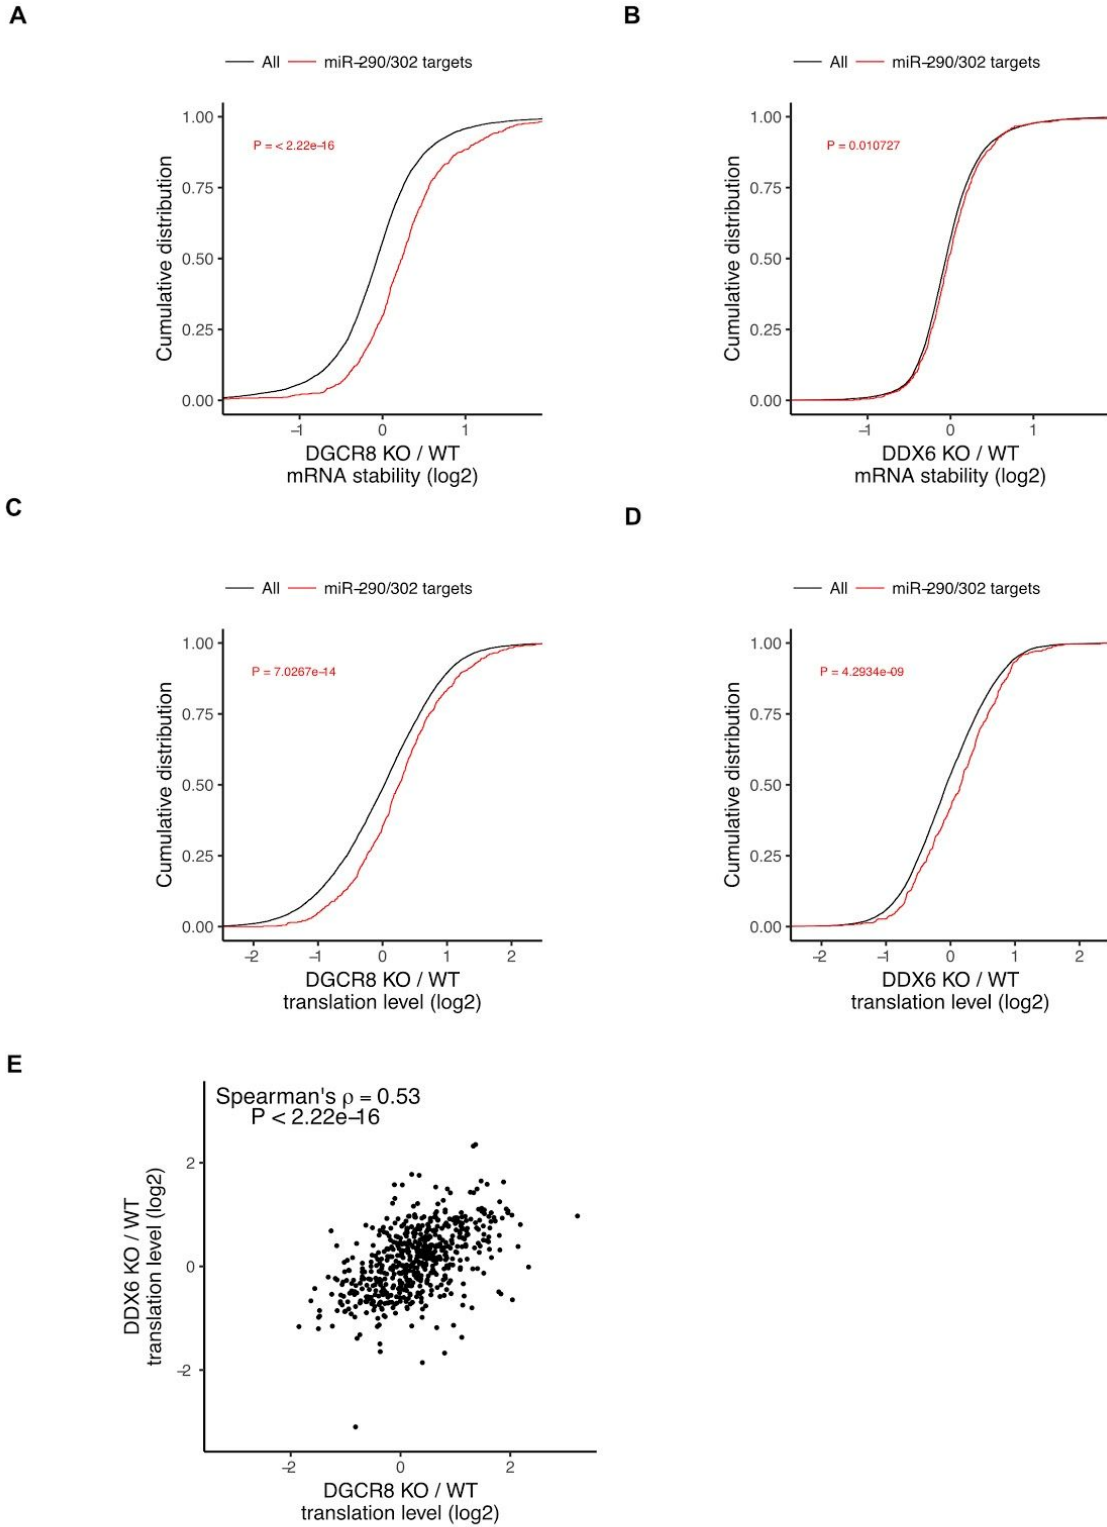 A
All miR–290/302 targets
1.00
0.75
0.50
0.25
0.00
P = < 2.22e–16
Cumulative distribution
–1 0 1
DGCR8 KO / WT
mRNA stability (log2)
B
All miR–290/302 targets
1.00
0.75
0.50
0.25
0.00
P = 0.010727
Cumulative distribution
–1 0 1
DDX6 KO / WT
mRNA stability (log2)
C
All miR–290/302 targets
1.00
0.75
0.50
0.25
0.00
P = 7.0267e–14
Cumulative distribution
–2 –1 0 1 2
DGCR8 KO / WT
translation level (log2)
D
All miR–290/302 targets
1.00
0.75
0.50
0.25
0.00
P = 4.2934e–09
Cumulative distribution
–2 –1 0 1 2
DDX6 KO / WT
translation level (log2)
E
Spearman's ρ = 0.53
P < 2.22e–16
2
0
–2
DDX6 KO / WT
translation level (log2)
–2 0 2
DGCR8 KO / WT
translation level (log2)